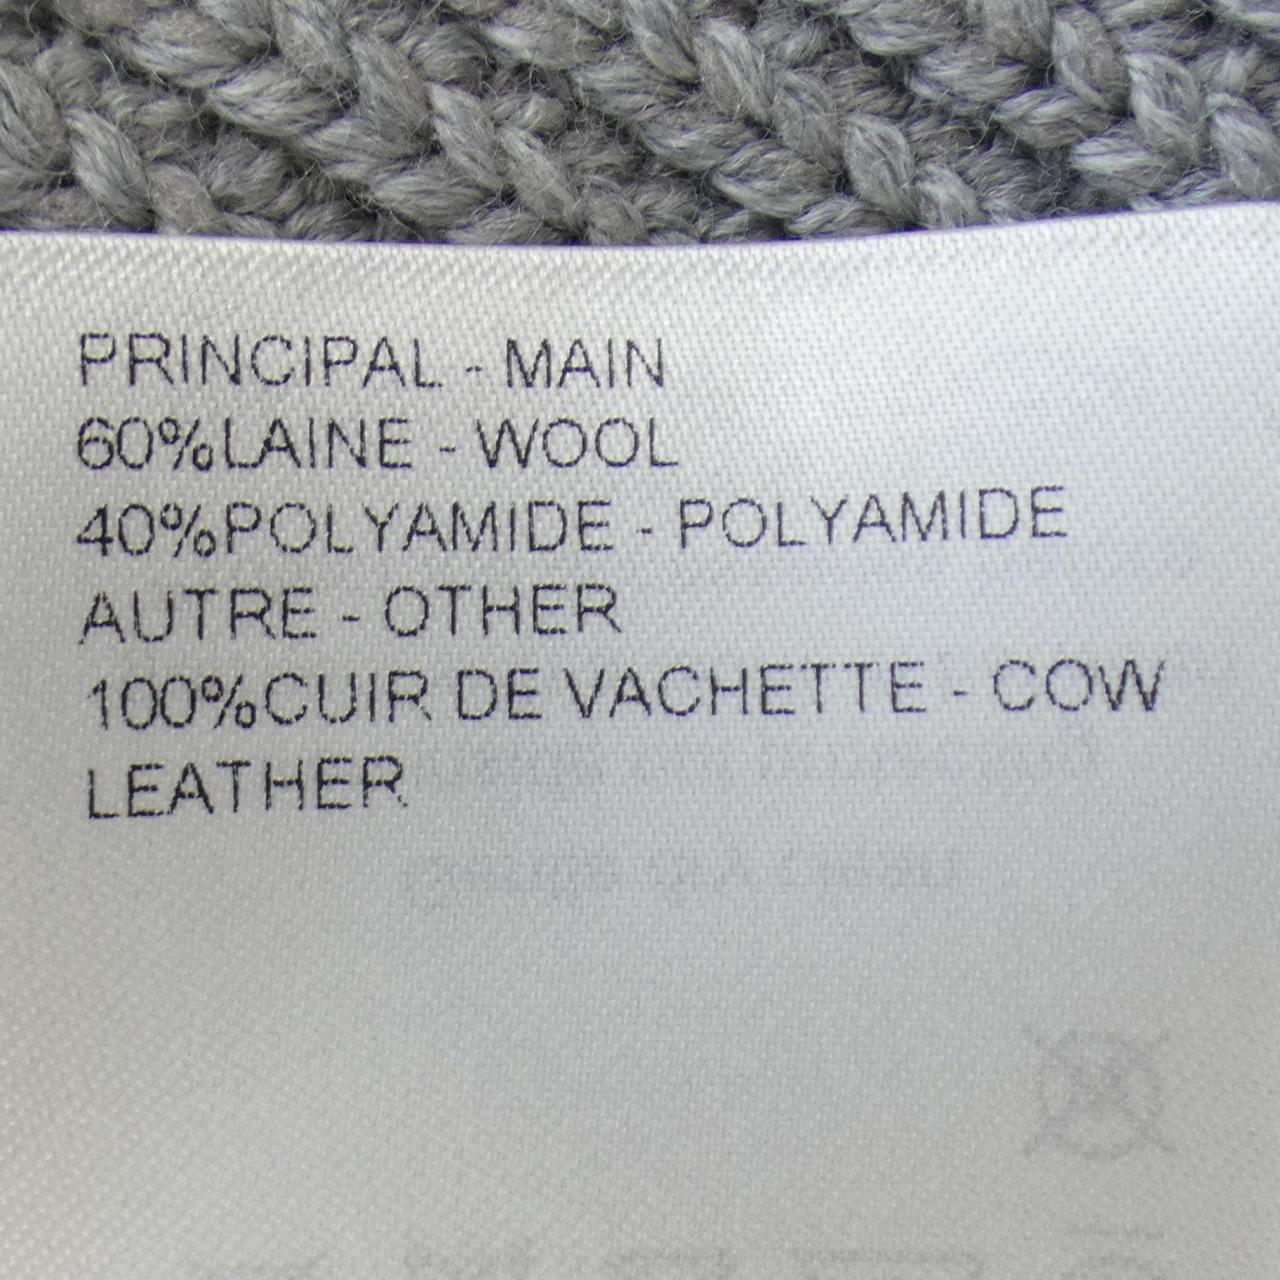 PRINCIPAL - MAIN
60%LAINE - WOOL
40%POLYAMIDE - POLYAMIDE
AUTRE - OTHER
100%CUIR DE VACHETTE - COW
LEATHER